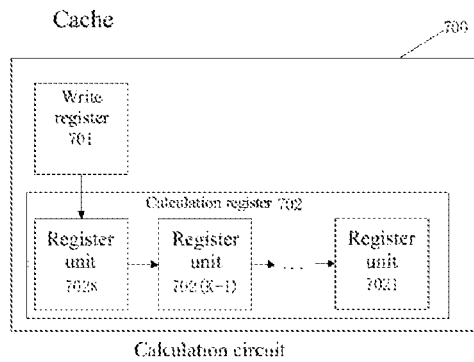 Cache
700
Write
register
701
Calculation register 702
Register
unit
702K
Register
unit
702(K-1)
...
Register
unit
7021
Calculation circuit